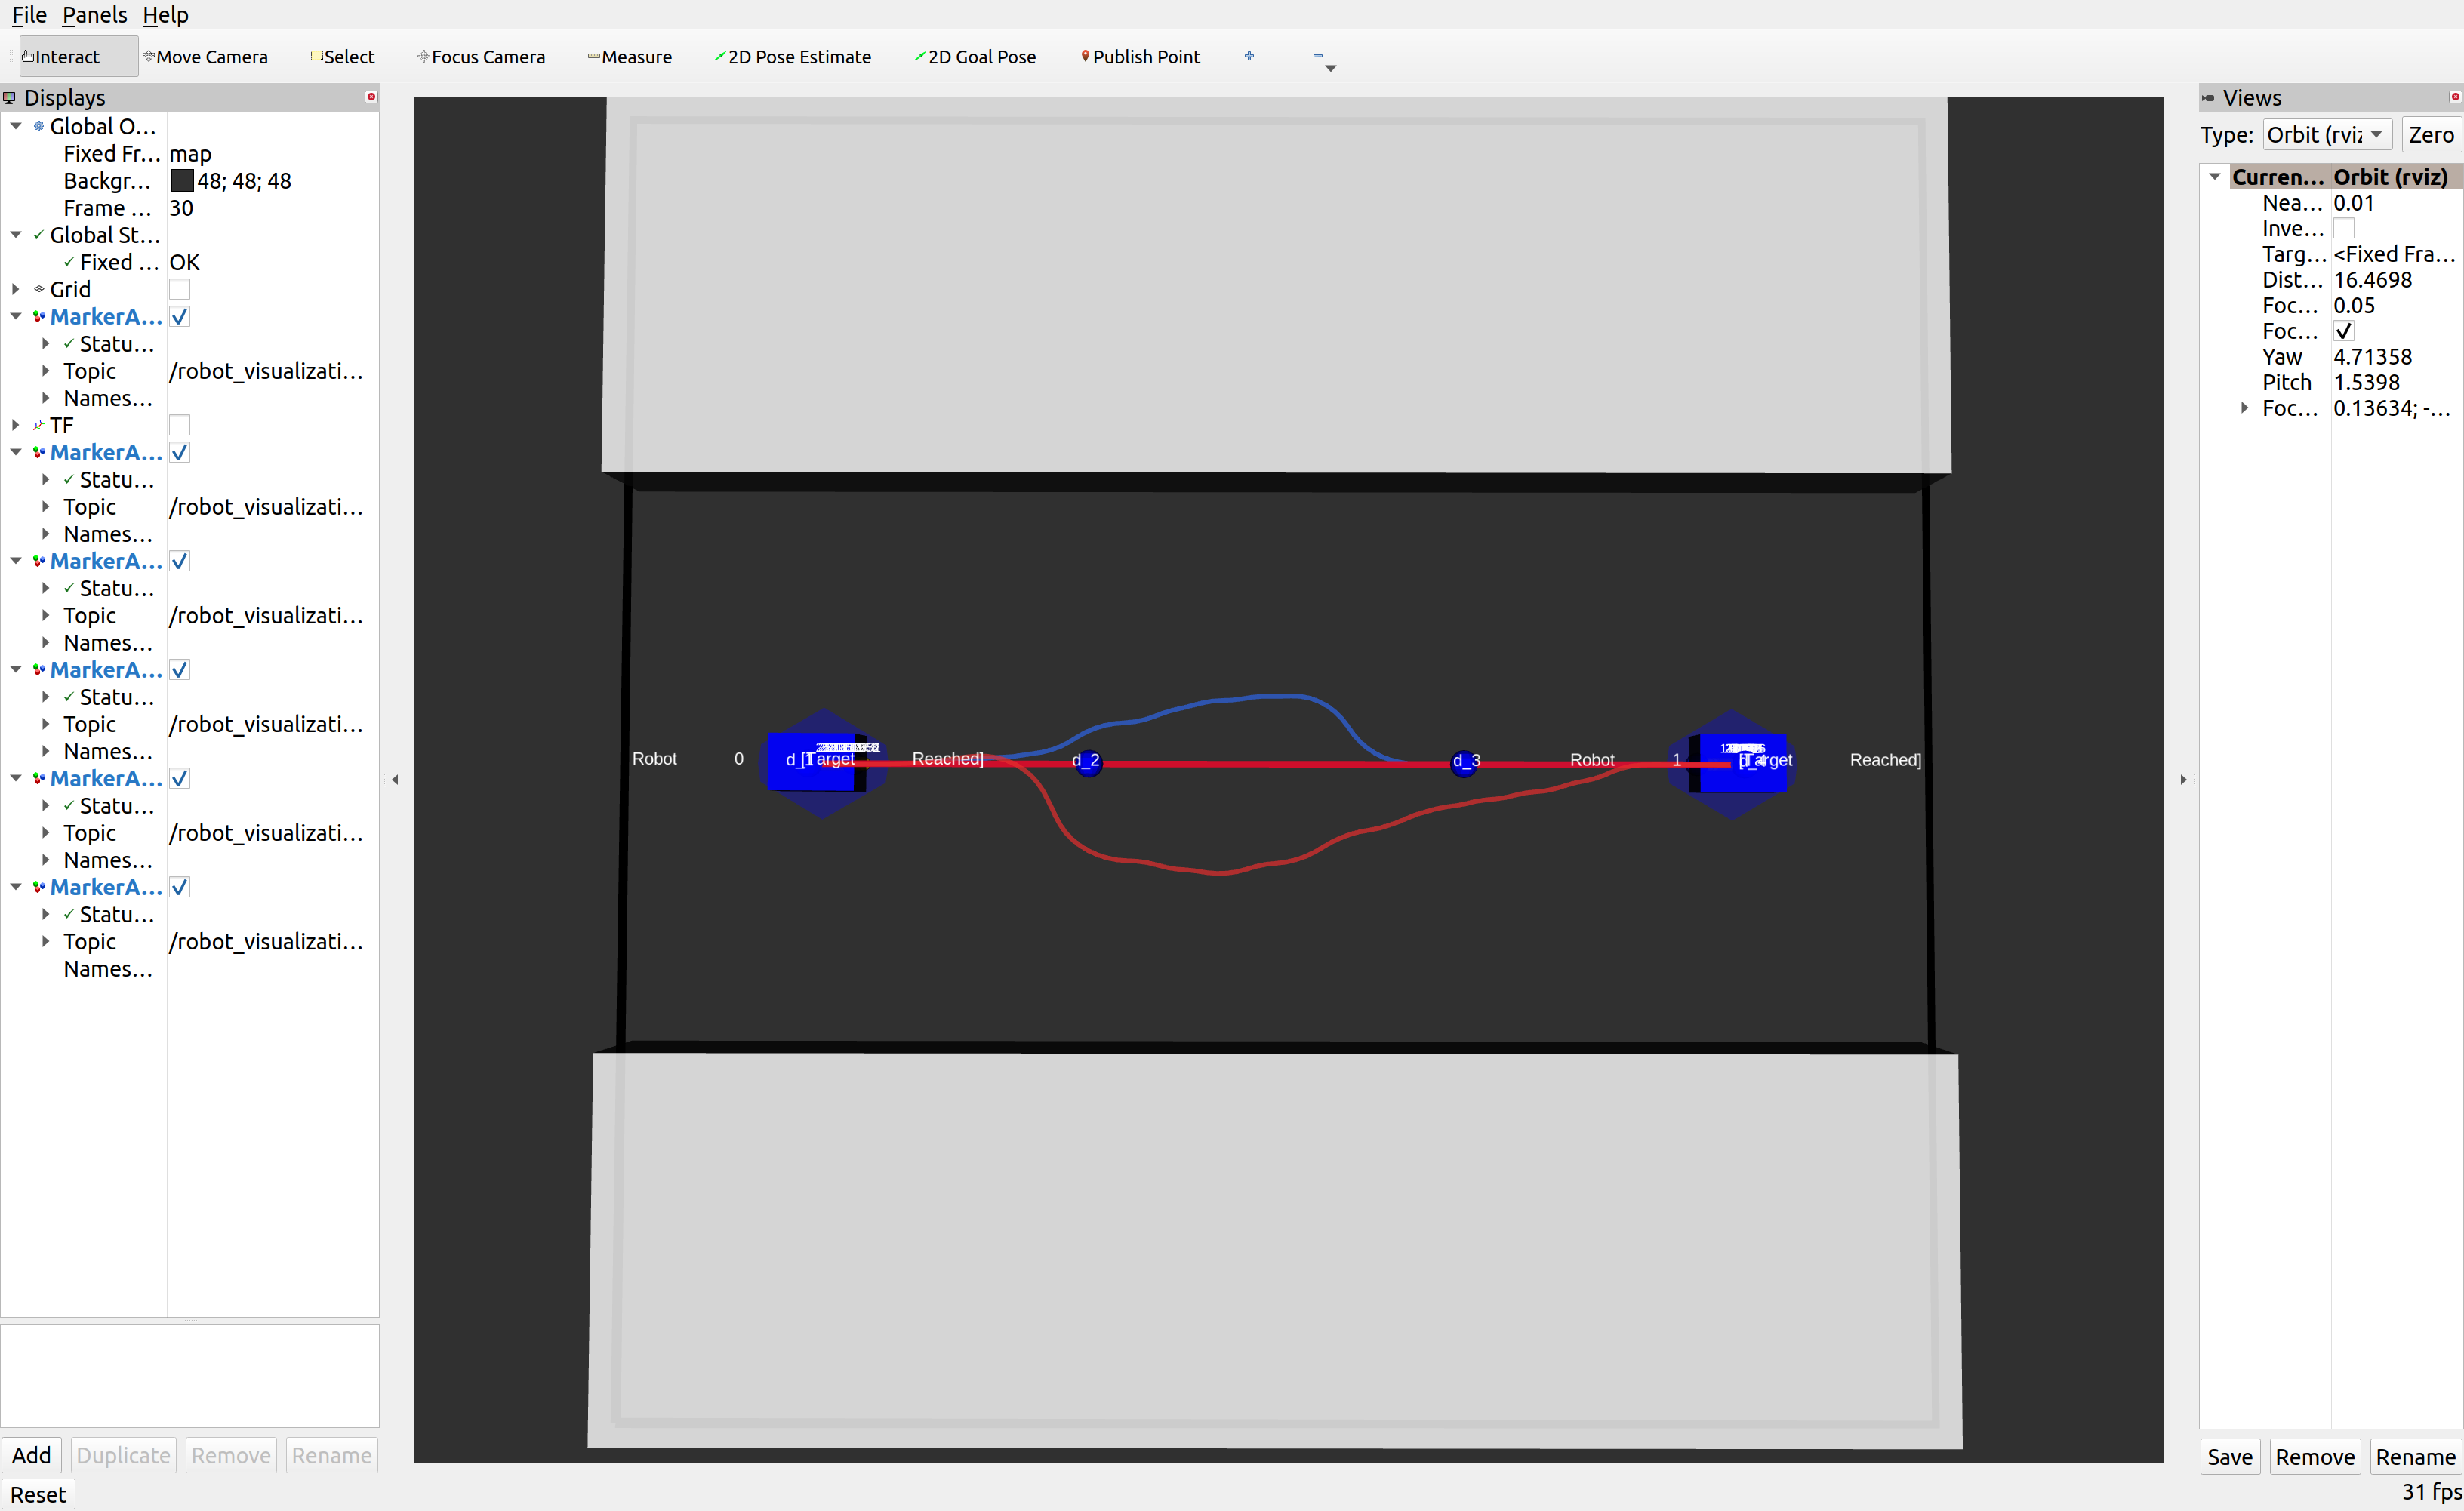 File Panels Help
Interact Move Camera Select Focus Camera Measure 2D Pose Estimate 2D Goal Pose Publish Point
Displays
Global O...
Fixed Fr... map
Backgr... 48; 48; 48
Frame ... 30
Global St...
Fixed ... OK
Grid
MarkerA...
Statu...
Topic /robot_visualizati...
Names...
TF
MarkerA...
Statu...
Topic /robot_visualizati...
Names...
MarkerA...
Statu...
Topic /robot_visualizati...
Names...
MarkerA...
Statu...
Topic /robot_visualizati...
Names...
MarkerA...
Statu...
Topic /robot_visualizati...
Names...
MarkerA...
Statu...
Topic /robot_visualizati...
Names...
Add Duplicate Remove Rename
Reset
Robot 0 [Target Reached] d_2 d_3 Robot 1 Reached]
Views
Type: Orbit (rviz Zero
Curren... Orbit (rviz)
Nea... 0.01
Inve...
Targ... <Fixed Fra...
Dist... 16.4698
Foc... 0.05
Foc...
Yaw 4.71358
Pitch 1.5398
Foc... 0.13634; -...
Save Remove Rename
31 fps